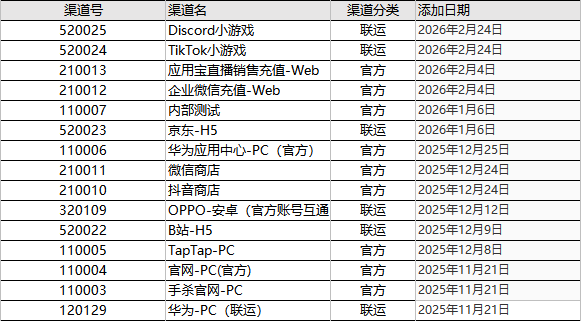 渠道号 渠道名 渠道分类 添加日期
520025 Discord小游戏 联运 2026年2月24日
520024 TikTok小游戏 联运 2026年2月24日
210013 应用宝直播销售充值-Web 官方 2026年2月4日
210012 企业微信充值-Web 官方 2026年2月4日
110007 内部测试 官方 2026年1月6日
520023 京东-H5 联运 2026年1月6日
110006 华为应用中心-PC（官方） 官方 2025年12月25日
210011 微信商店 官方 2025年12月24日
210010 抖音商店 官方 2025年12月24日
320109 OPPO-安卓（官方账号互通 联运 2025年12月12日
520022 B站-H5 联运 2025年12月9日
110005 TapTap-PC 官方 2025年12月8日
110004 官网-PC(官方) 官方 2025年11月21日
110003 手杀官网-PC 官方 2025年11月21日
120129 华为-PC（联运） 联运 2025年11月21日